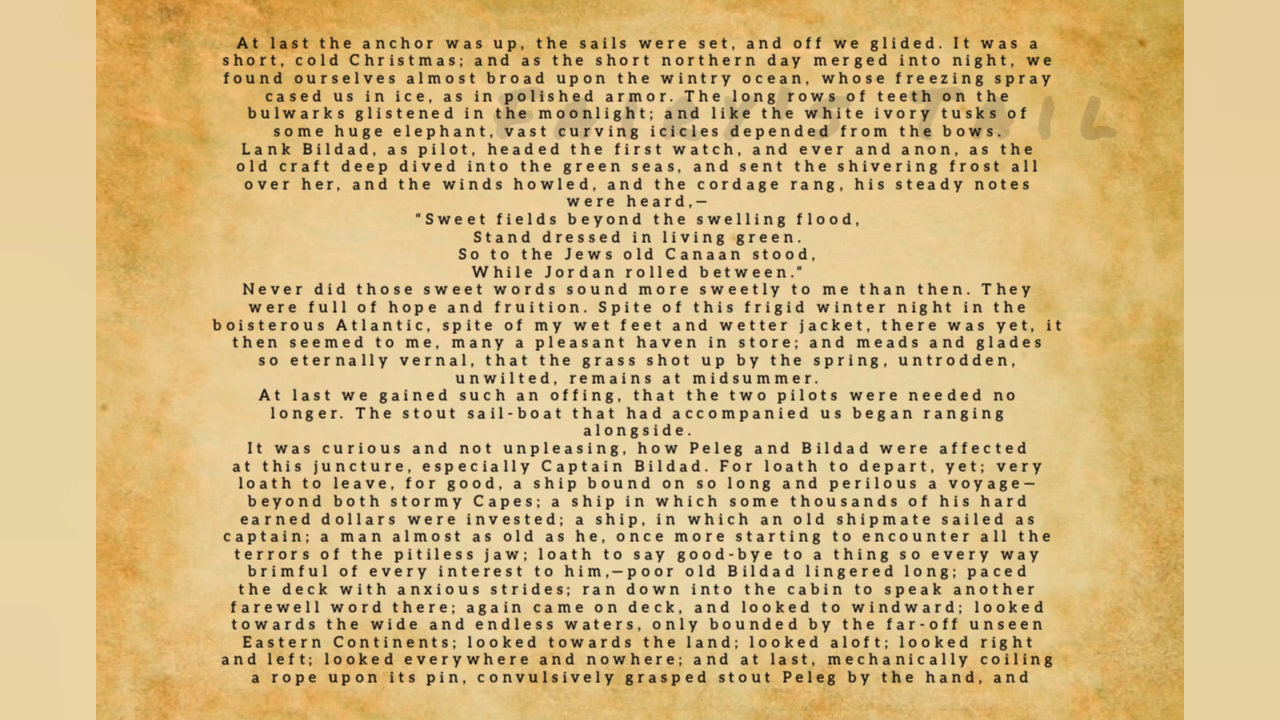 At last the anchor was up, the sails were set, and off we glided. It was a
short, cold Christmas; and as the short northern day merged into night, we
found ourselves almost broad upon the wintry ocean, whose freezing spray
cased us in ice, as in polished armor. The long rows of teeth on the
bulwarks glistened in the moonlight; and like the white ivory tusks of
some huge elephant, vast curving icicles depended from the bows.
Lank Bildad, as pilot, headed the first watch, and ever and anon, as the
old craft deep dived into the green seas, and sent the shivering frost all
over her, and the winds howled, and the cordage rang, his steady notes
were heard,—
“Sweet fields beyond the swelling flood,
Stand dressed in living green.
So to the Jews old Canaan stood,
While Jordan rolled between.”
Never did those sweet words sound more sweetly to me than then. They
were full of hope and fruition. Spite of this frigid winter night in the
boisterous Atlantic, spite of my wet feet and wetter jacket, there was yet, it
then seemed to me, many a pleasant haven in store; and meads and glades
so eternally vernal, that the grass shot up by the spring, untrodden,
unwilted, remains at midsummer.
At last we gained such an offing, that the two pilots were needed no
longer. The stout sail-boat that had accompanied us began ranging
alongside.
It was curious and not unpleasing, how Peleg and Bildad were affected
at this juncture, especially Captain Bildad. For loath to depart, yet; very
loath to leave, for good, a ship bound on so long and perilous a voyage—
beyond both stormy Capes; a ship in which some thousands of his hard
earned dollars were invested; a ship, in which an old shipmate sailed as
captain; a man almost as old as he, once more starting to encounter all the
terrors of the pitiless jaw; loath to say good-bye to a thing so every way
brimful of every interest to him,—poor old Bildad lingered long; paced
the deck with anxious strides; ran down into the cabin to speak another
farewell word there; again came on deck, and looked to windward; looked
towards the wide and endless waters, only bounded by the far-off unseen
Eastern Continents; looked towards the land; looked aloft; looked right
and left; looked everywhere and nowhere; and at last, mechanically coiling
a rope upon its pin, convulsively grasped stout Peleg by the hand, and